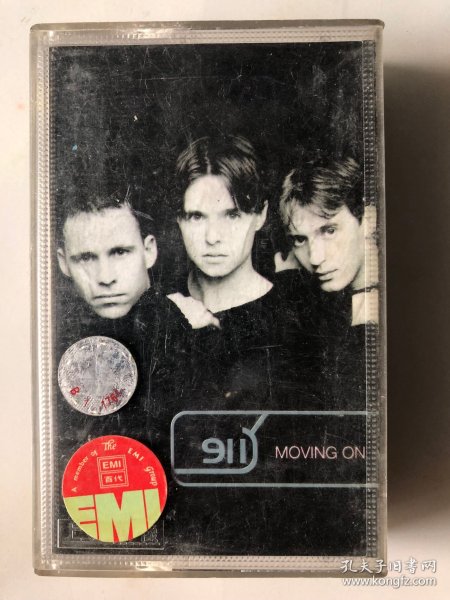 911
MOVING ON
A member of The EMI Group
EMI
百代
EMI
孔夫子旧书网
www.kongfz.com